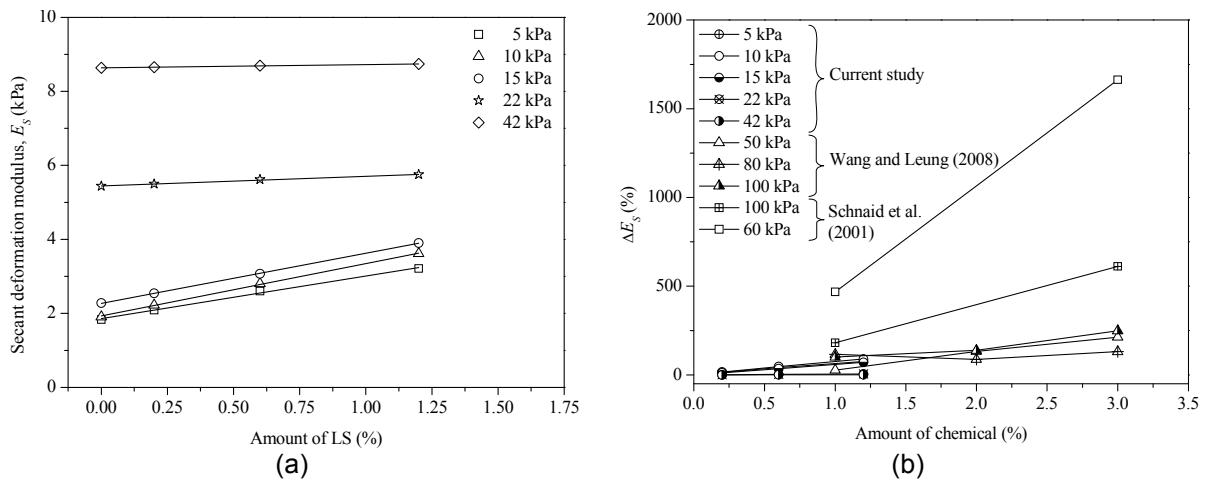 10
8
6
4
2
0
Secant deformation modulus, E_S (kPa)
5 kPa
10 kPa
15 kPa
22 kPa
42 kPa
0.00 0.25 0.50 0.75 1.00 1.25 1.50 1.75
Amount of LS (%)
(a)
2000
1500
1000
500
0
ΔE_S (%)
5 kPa
10 kPa
15 kPa
22 kPa
42 kPa
Current study
50 kPa
80 kPa
100 kPa
Wang and Leung (2008)
100 kPa
60 kPa
Schnaid et al.
(2001)
0.0 0.5 1.0 1.5 2.0 2.5 3.0 3.5
Amount of chemical (%)
(b)